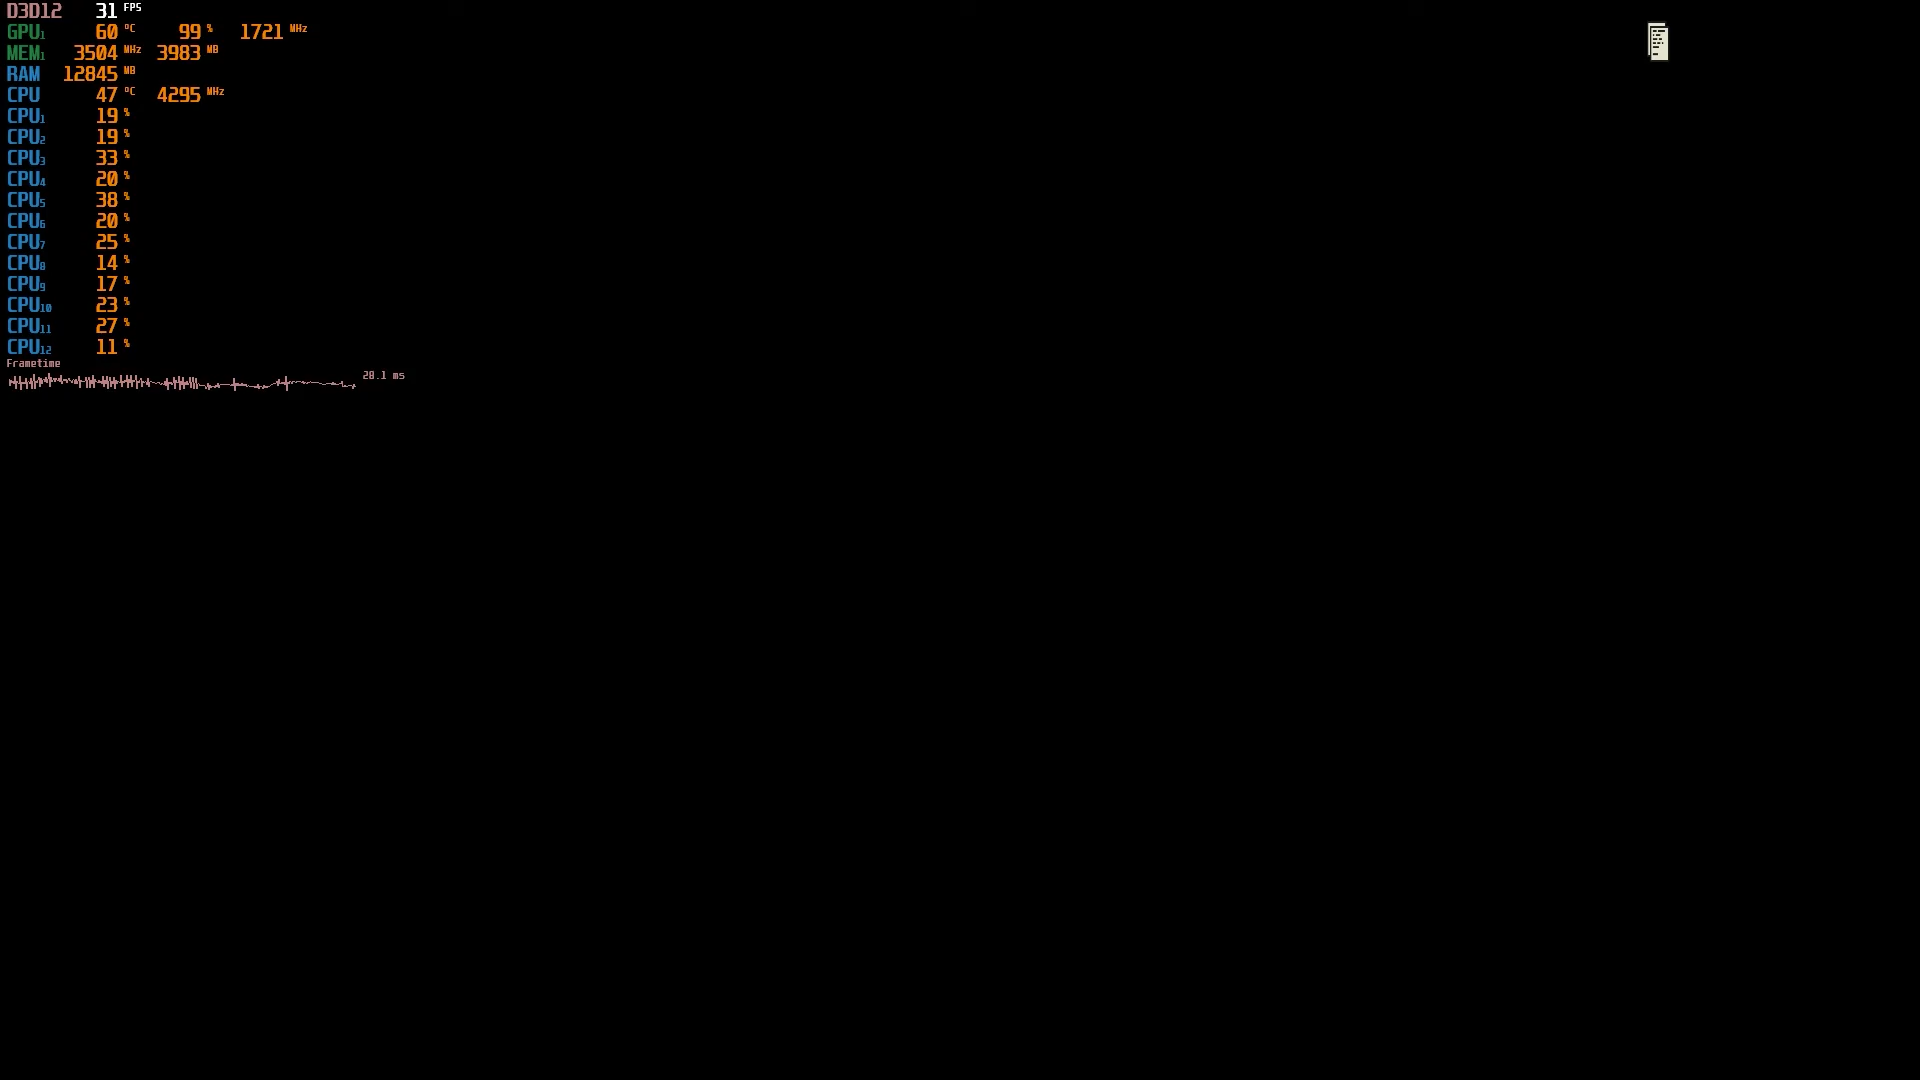 D3D12 31 FPS
GPU1 60 °C 99 % 1721 MHz
MEM1 3504 MHz 3983 MB
RAM 12845 MB
CPU 47 °C 4295 MHz
CPU1 19 %
CPU2 19 %
CPU3 33 %
CPU4 20 %
CPU5 38 %
CPU6 20 %
CPU7 25 %
CPU8 14 %
CPU9 17 %
CPU10 23 %
CPU11 27 %
CPU12 11 %
Frametime
28.1 ms